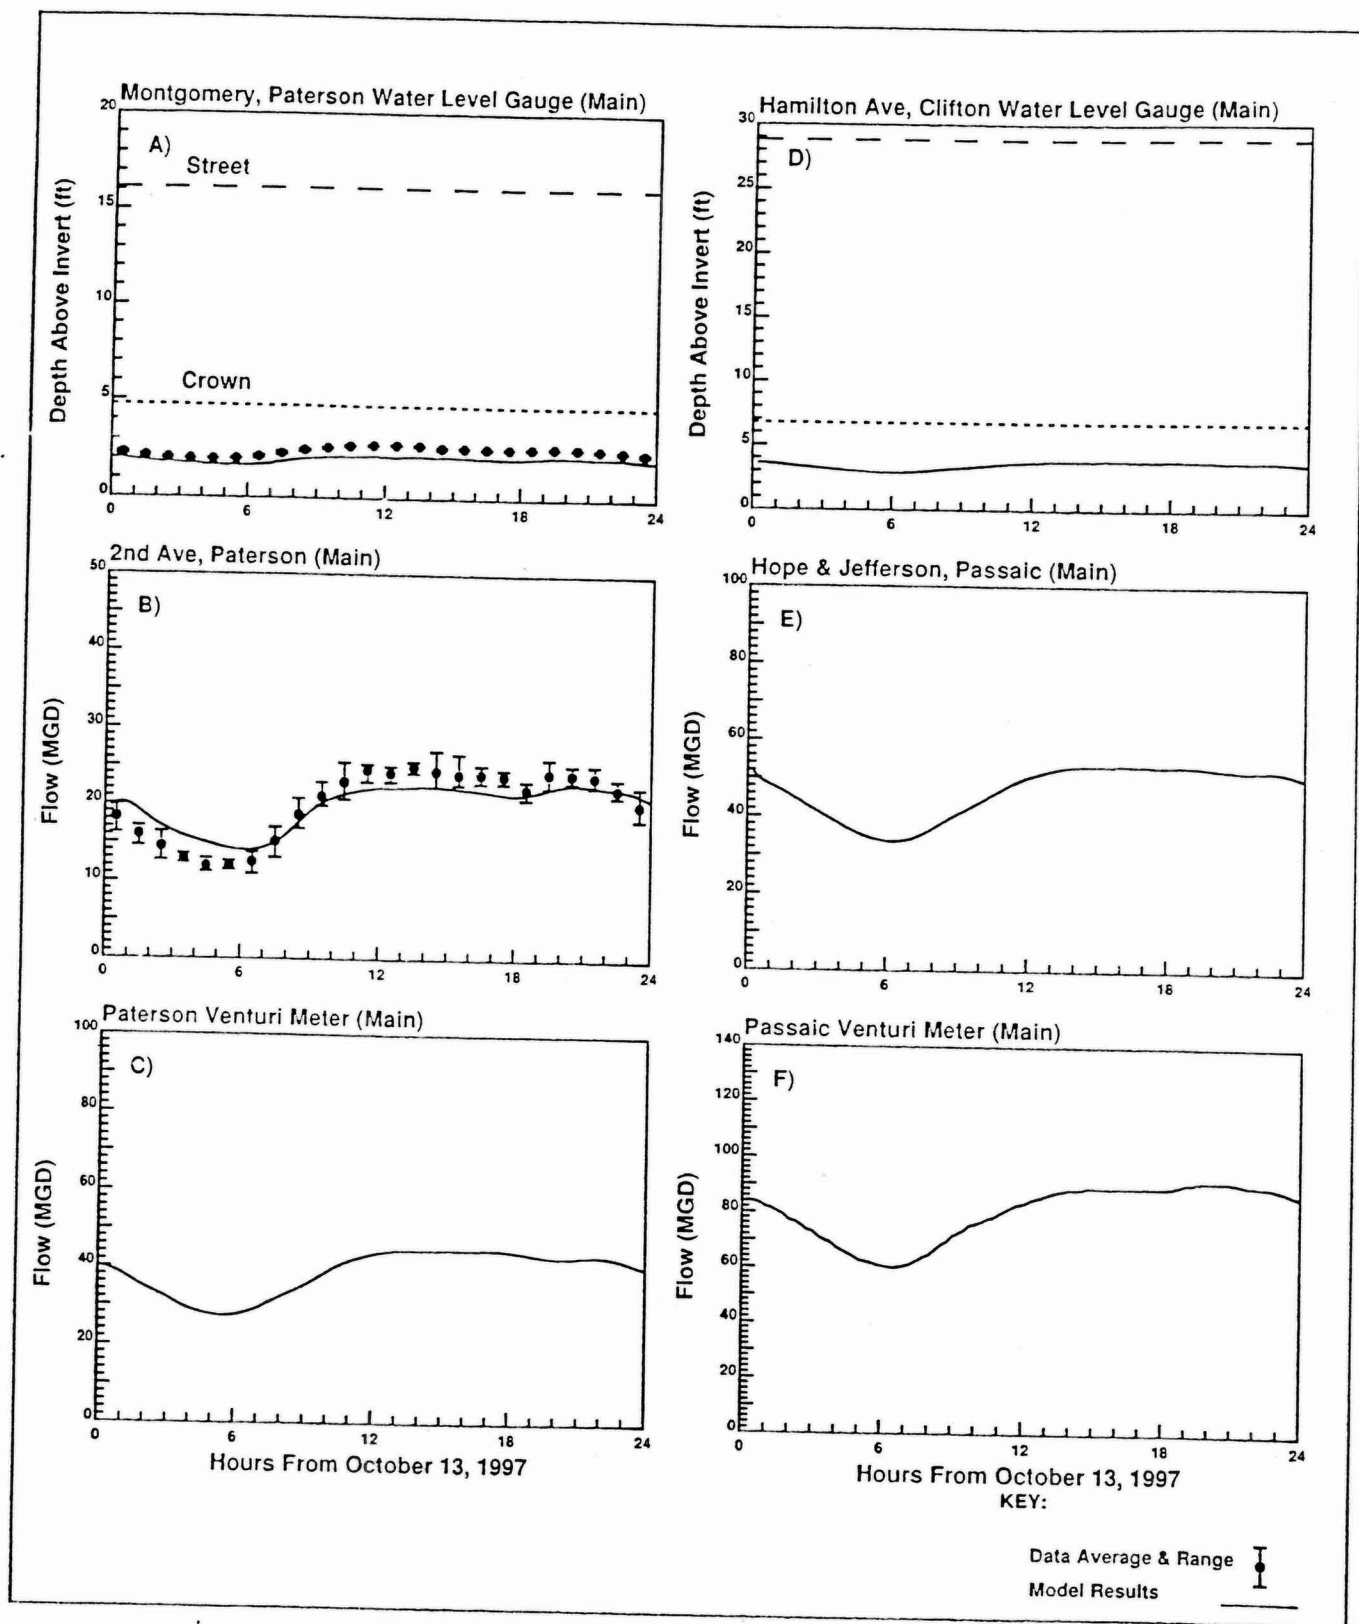 Montgomery, Paterson Water Level Gauge (Main)
20
15
10
5
0
Depth Above Invert (ft)
A)
Street
Crown
0 6 12 18 24
2nd Ave, Paterson (Main)
50
40
30
20
10
0
Flow (MGD)
B)
0 6 12 18 24
Paterson Venturi Meter (Main)
100
80
60
40
20
0
Flow (MGD)
C)
0 6 12 18 24
Hours From October 13, 1997
Hamilton Ave, Clifton Water Level Gauge (Main)
30
25
20
15
10
5
0
Depth Above Invert (ft)
D)
0 6 12 18 24
Hope & Jefferson, Passaic (Main)
100
80
60
40
20
0
Flow (MGD)
E)
0 6 12 18 24
Passaic Venturi Meter (Main)
140
120
100
80
60
40
20
0
Flow (MGD)
F)
0 6 12 18 24
Hours From October 13, 1997
KEY:
Data Average & Range
Model Results